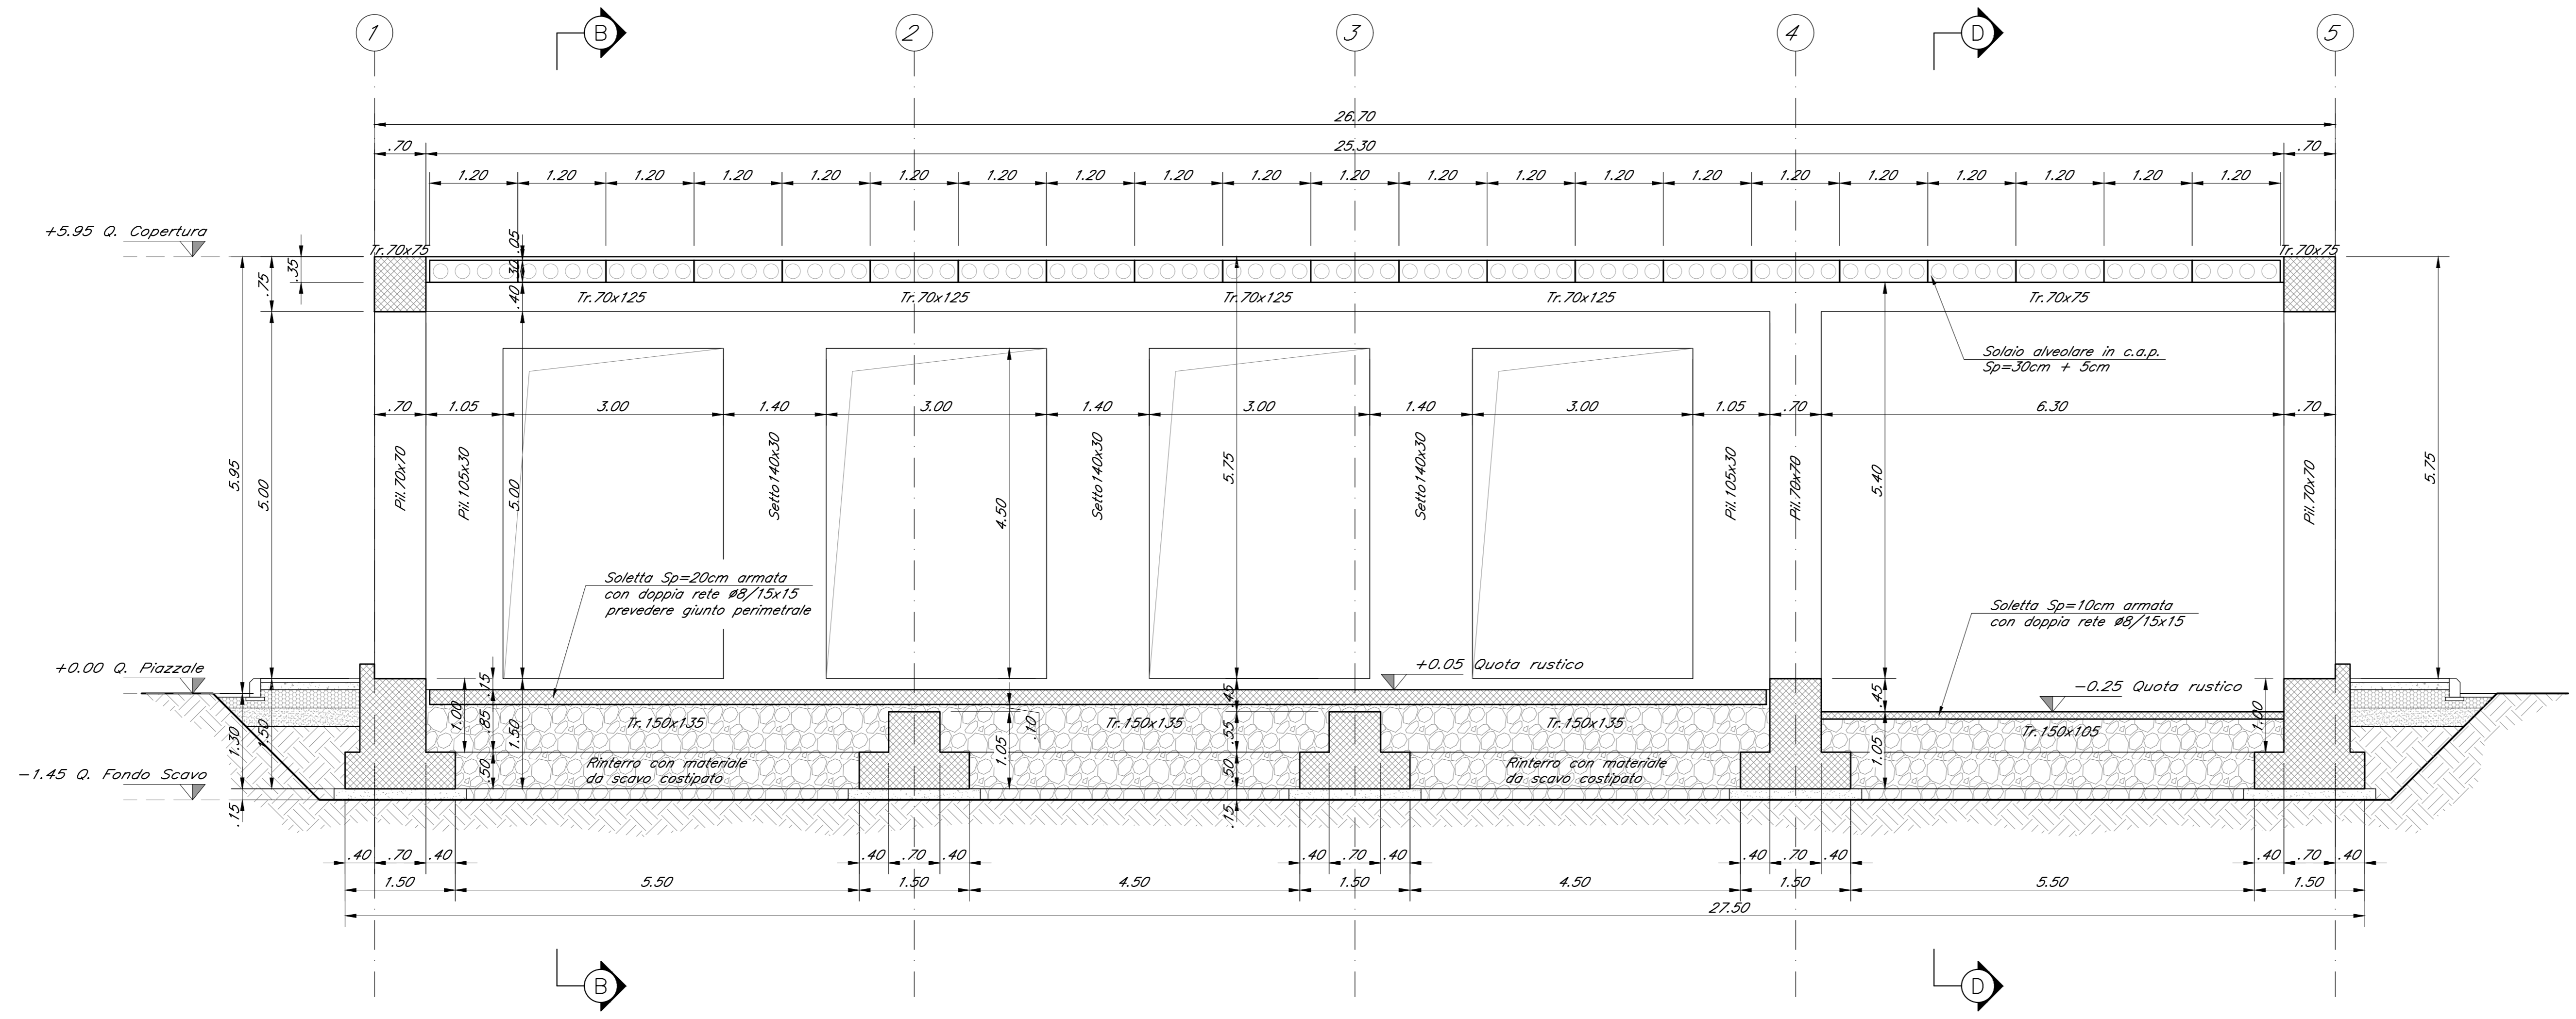 1 B 2 3 4 D 5
26.70
.70 25.30 .70
1.20 1.20 1.20 1.20 1.20 1.20 1.20 1.20 1.20 1.20 1.20 1.20 1.20 1.20 1.20 1.20 1.20 1.20 1.20 1.20 1.20
+5.95 Q. Copertura
Tr.70x75
Tr.70x75
.75
.35
.05
.30
.40
Tr.70x125 Tr.70x125 Tr.70x125 Tr.70x125 Tr.70x75
Solaio alveolare in c.a.p.
Sp=30cm + 5cm
.70 1.05 3.00 1.40 3.00 1.40 3.00 1.40 3.00 1.05 .70 6.30 .70
5.95
5.00
Pil.70x70
Pil.105x30
5.00
Setto140x30
4.50
Setto140x30
5.75
Setto140x30
Pil.105x30
Pil.70x70
5.40
Pil.70x70
5.75
Soletta Sp=20cm armata
con doppia rete ø8/15x15
prevedere giunto perimetrale
Soletta Sp=10cm armata
con doppia rete ø8/15x15
+0.00 Q. Piazzale
+0.05 Quota rustico
-0.25 Quota rustico
1.30
1.50
1.00
.15
.85
.50
1.50
1.05
.10
.45
.55
.50
.15
.45
1.05
1.00
Tr.150x135 Tr.150x135 Tr.150x135 Tr.150x105
Rinterro con materiale
da scavo costipato
Rinterro con materiale
da scavo costipato
-1.45 Q. Fondo Scavo
.15
.40 .70 .40 .40 .70 .40 .40 .70 .40 .40 .70 .40 .40 .70 .40
1.50 5.50 1.50 4.50 1.50 4.50 1.50 5.50 1.50
27.50
B D